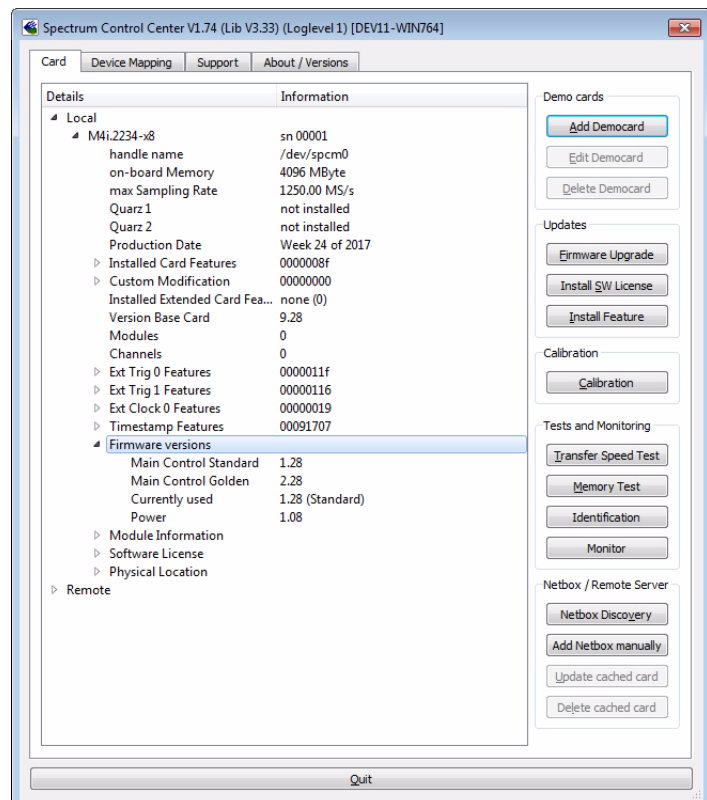 Spectrum Control Center V1.74 (Lib V3.33) (Loglevel 1) [DEV11-WIN764]
Card Device Mapping Support About / Versions
Details Information
Local
M4i.2234-x8 sn 00001
handle name /dev/spcm0
on-board Memory 4096 MByte
max Sampling Rate 1250.00 MS/s
Quarz 1 not installed
Quarz 2 not installed
Production Date Week 24 of 2017
Installed Card Features 0000008f
Custom Modification 00000000
Installed Extended Card Fea... none (0)
Version Base Card 9.28
Modules 0
Channels 0
Ext Trig 0 Features 0000011f
Ext Trig 1 Features 00000116
Ext Clock 0 Features 00000019
Timestamp Features 00091707
Firmware versions
Main Control Standard 1.28
Main Control Golden 2.28
Currently used 1.28 (Standard)
Power 1.08
Module Information
Software License
Physical Location
Remote
Demo cards
Add Democard
Edit Democard
Delete Democard
Updates
Firmware Upgrade
Install SW License
Install Feature
Calibration
Calibration
Tests and Monitoring
Transfer Speed Test
Memory Test
Identification
Monitor
Netbox / Remote Server
Netbox Discovery
Add Netbox manually
Update cached card
Delete cached card
Quit